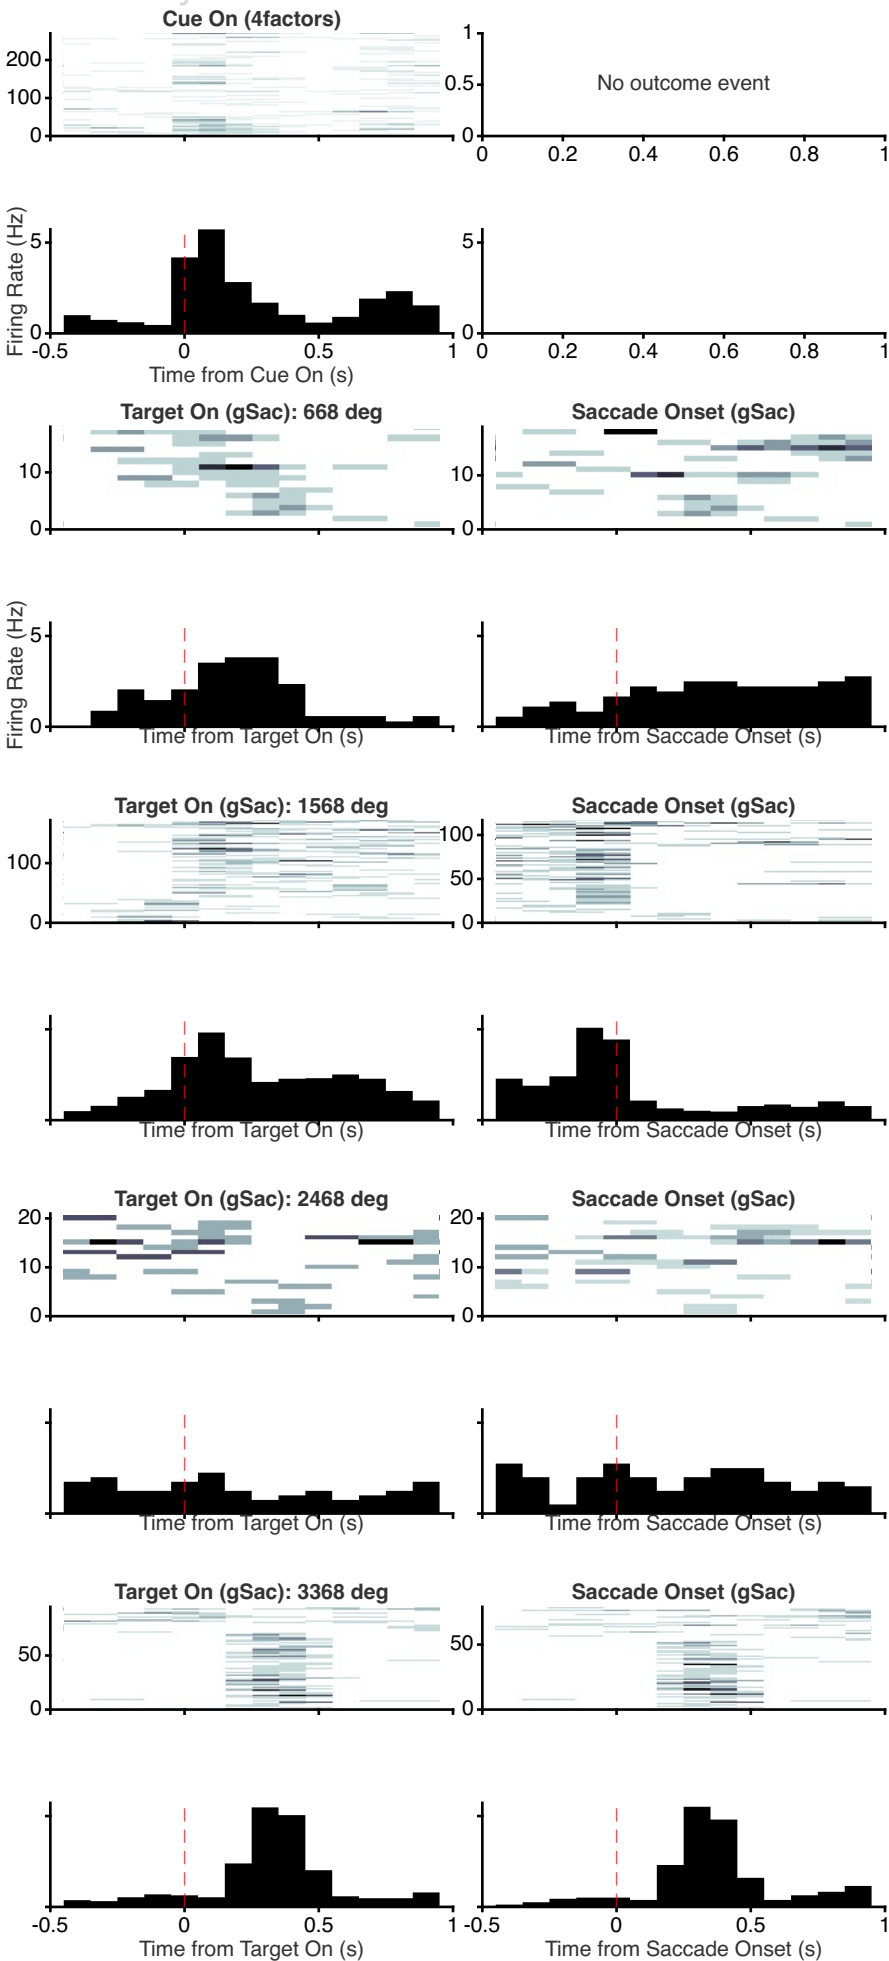 Cue On (4factors)
200
100
0
1
0.5
0
No outcome event
0 0.2 0.4 0.6 0.8 1
Firing Rate (Hz)
5
0
-0.5 0 0.5 1
Time from Cue On (s)
5
0
0 0.2 0.4 0.6 0.8 1
Target On (gSac): 668 deg
10
0
Saccade Onset (gSac)
10
0
Firing Rate (Hz)
5
0
Time from Target On (s)
Time from Saccade Onset (s)
Target On (gSac): 1568 deg
100
0
Saccade Onset (gSac)
100
50
0
Time from Target On (s)
Time from Saccade Onset (s)
Target On (gSac): 2468 deg
20
10
0
Saccade Onset (gSac)
20
10
0
Time from Target On (s)
Time from Saccade Onset (s)
Target On (gSac): 3368 deg
50
0
Saccade Onset (gSac)
50
0
-0.5 0 0.5 1
Time from Target On (s)
-0.5 0 0.5 1
Time from Saccade Onset (s)